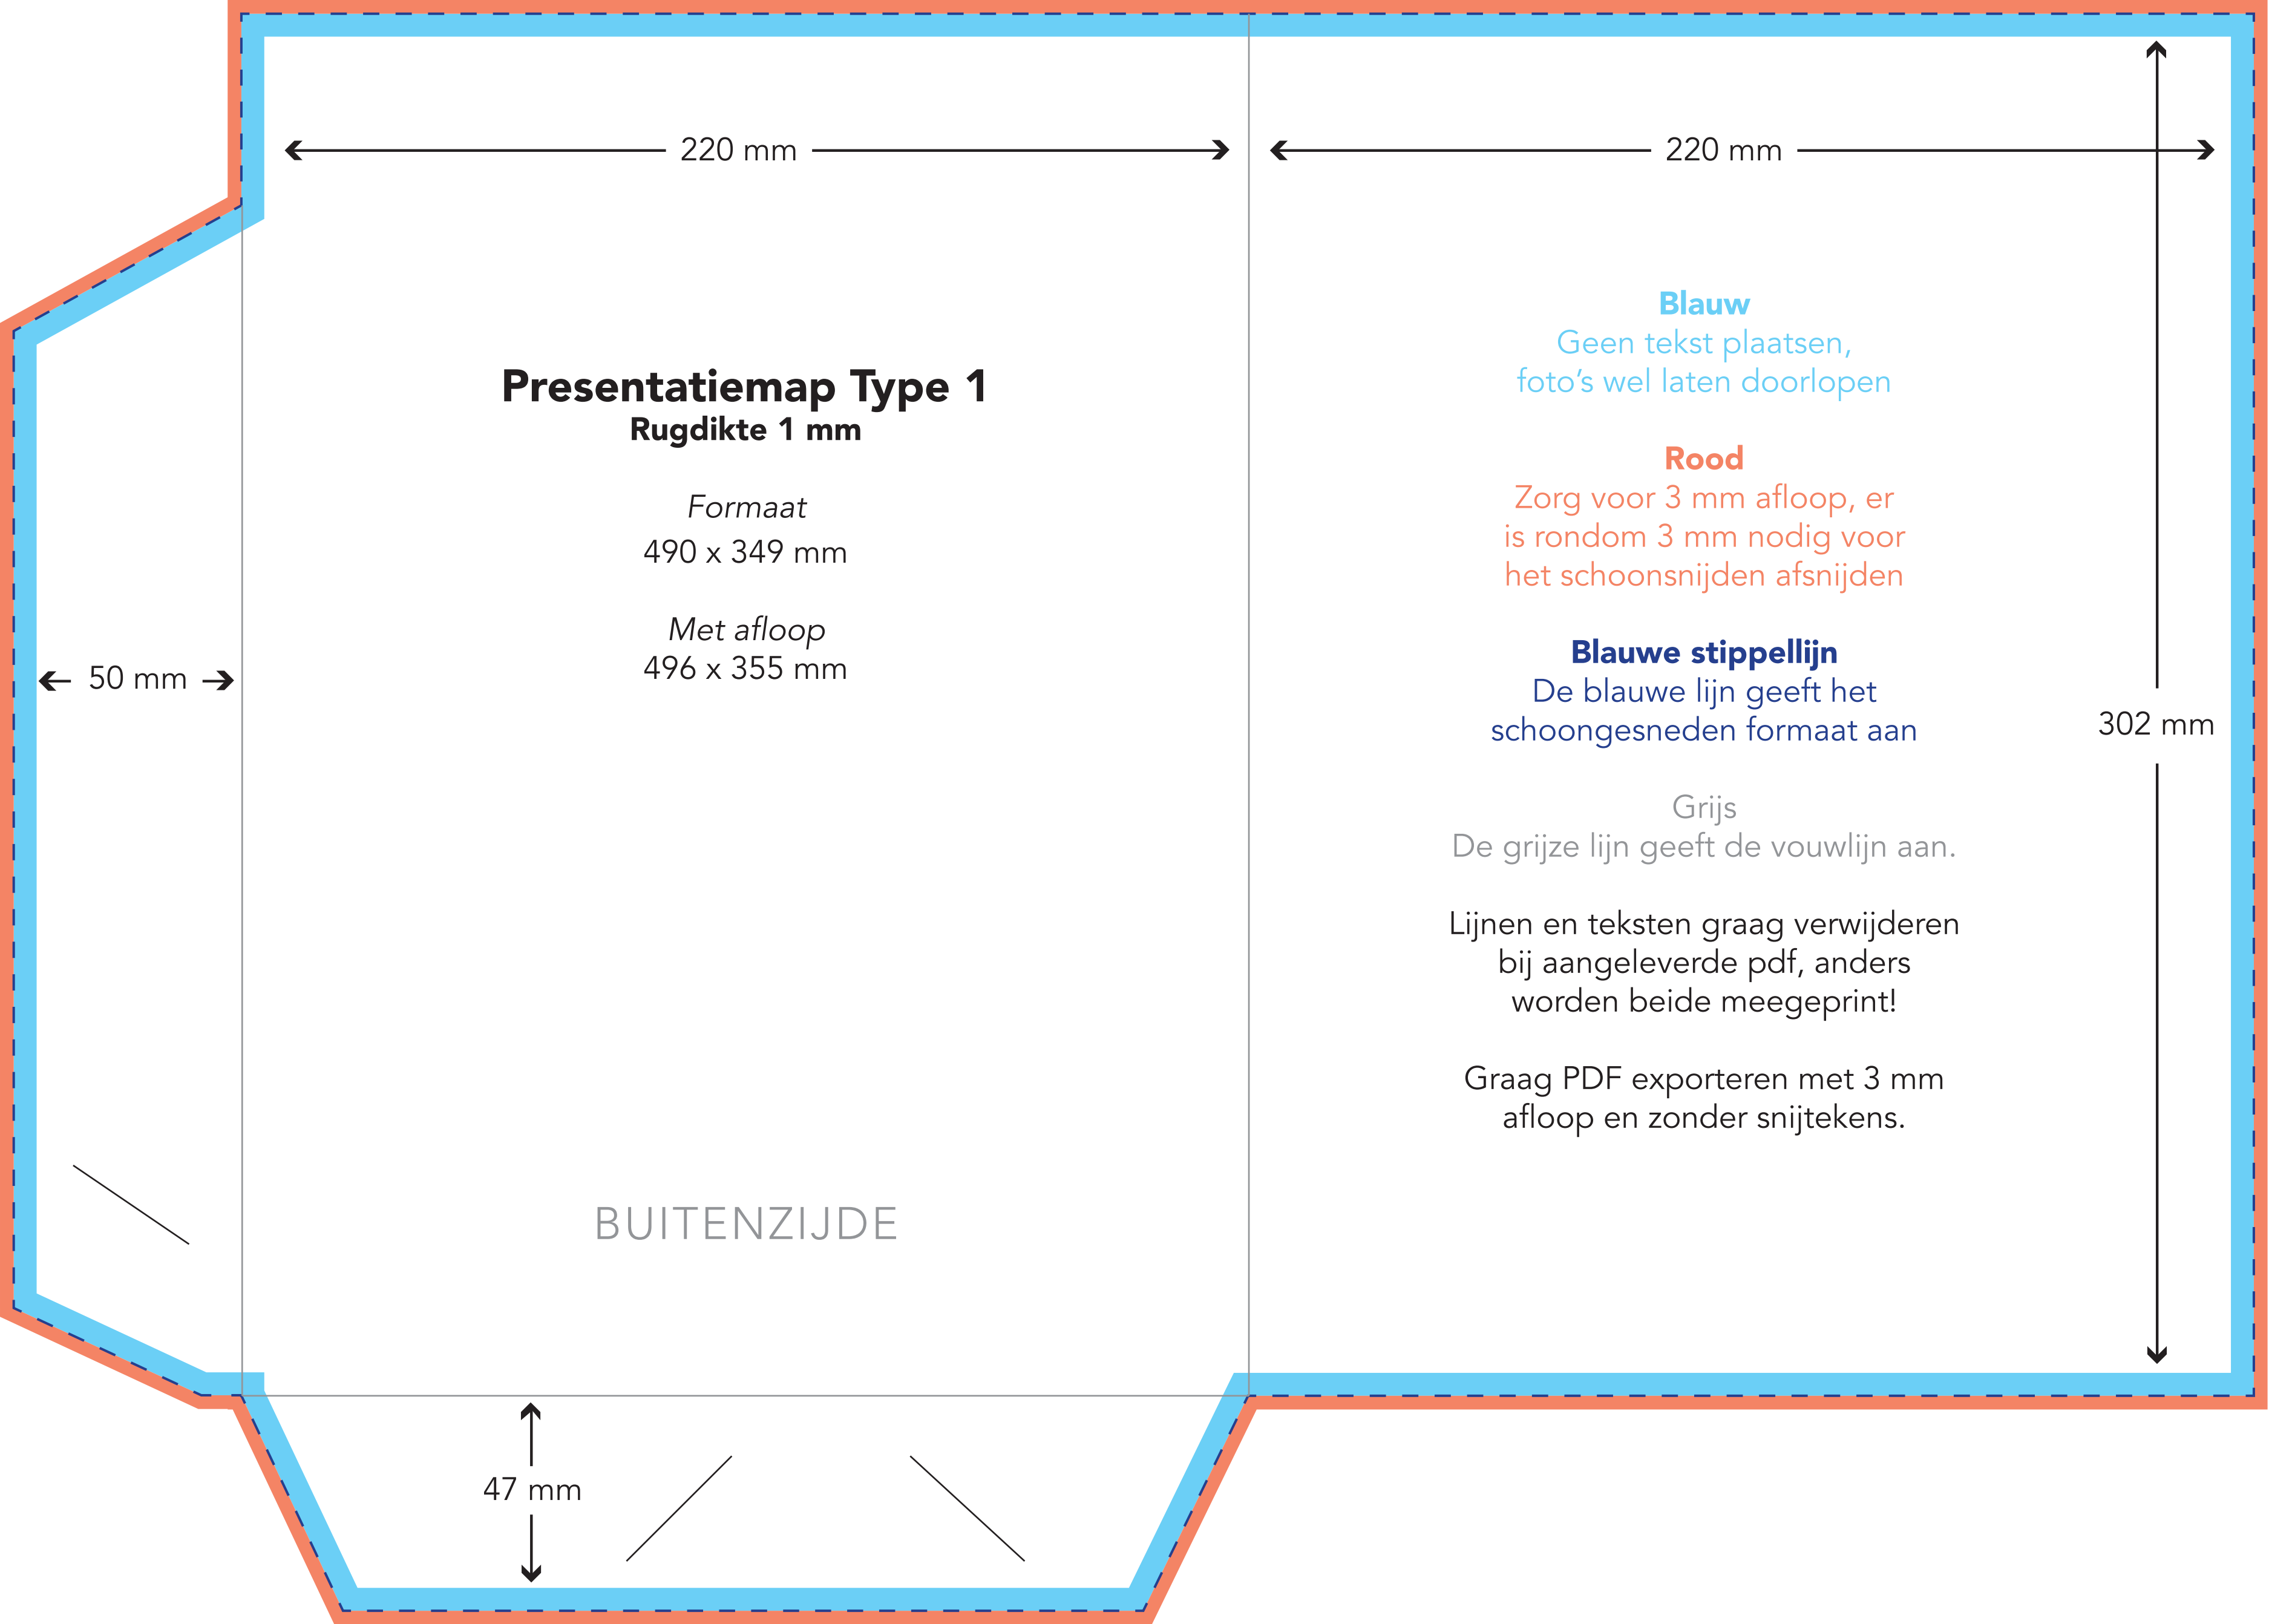 220 mm
220 mm
Presentatiemap Type 1
Rugdikte 1 mm
Formaat
490 x 349 mm
Met afloop
496 x 355 mm
50 mm
BUITENZIJDE
47 mm
Blauw
Geen tekst plaatsen,
foto's wel laten doorlopen
Rood
Zorg voor 3 mm afloop, er
is rondom 3 mm nodig voor
het schoonsnijden afsnijden
Blauwe stippellijn
De blauwe lijn geeft het
schoongesneden formaat aan
Grijs
De grijze lijn geeft de vouwlijn aan.
Lijnen en teksten graag verwijderen
bij aangeleverde pdf, anders
worden beide meegeprint!
Graag PDF exporteren met 3 mm
afloop en zonder snijtekens.
302 mm